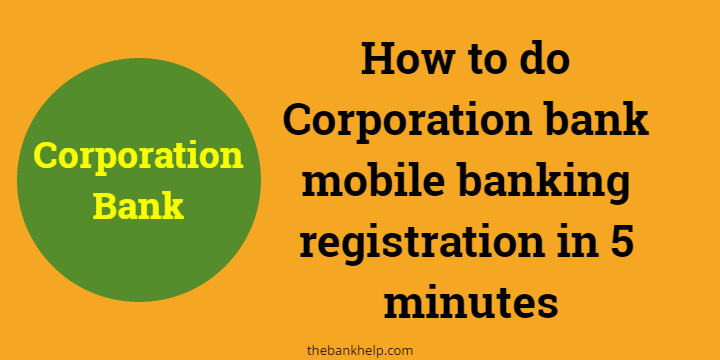 Corporation
Bank
How to do
Corporation bank
mobile banking
registration in 5
minutes
thebankhelp.com